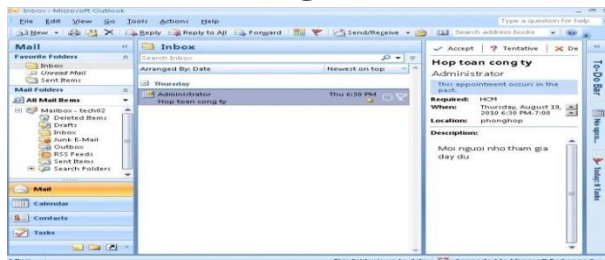 Inbox - Microsoft Outlook
File Edit View Go Tools Actions Help
Type a question for help
New Reply Reply to All Forward Send/Receive Search address books
Mail
Favorite Folders
Inbox
Unread Mail
Sent Items
Mail Folders
All Mail Items
Mailbox - tech02
Deleted Items
Drafts
Inbox
Junk E-Mail
Outbox
RSS Feeds
Sent Items
Search Folders
Mail
Calendar
Contacts
Tasks
Inbox
Search Inbox
Arranged By: Date Newest on top
Thursday
Administrator Thu 6:30 PM
Hop toan cong ty
Accept ? Tentative De
Hop toan cong ty
Administrator
This appointment occurs in the
past.
Required: HCM
When: Thursday, August 19,
2010 6:30 PM-7:00
Location: phonghop
Description:
Moi nguoi nho tham gia
day du
To-Do Bar
Today: 0 Tasks